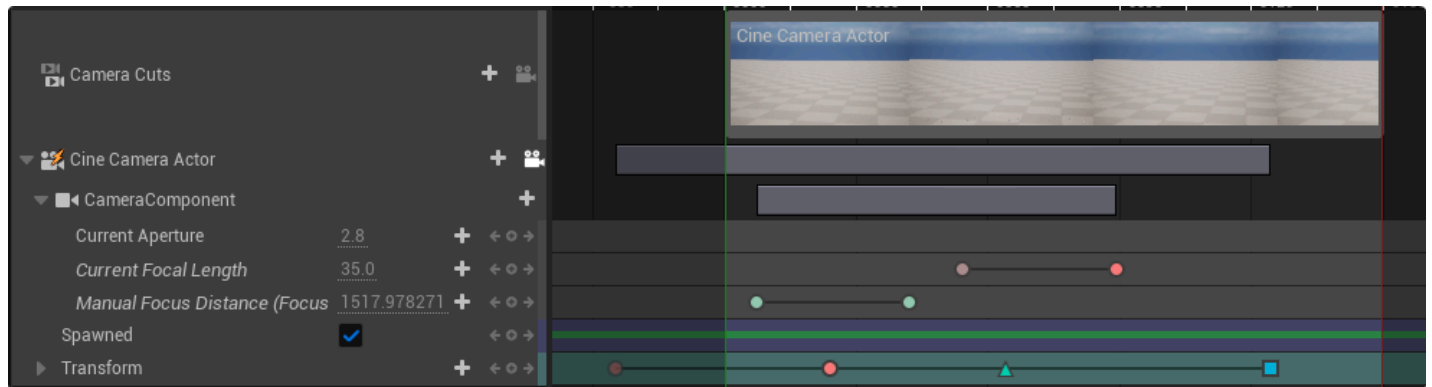 Cine Camera Actor
Camera Cuts
Cine Camera Actor
CameraComponent
Current Aperture 2.8
Current Focal Length 35.0
Manual Focus Distance (Focus 1517.978271
Spawned
Transform